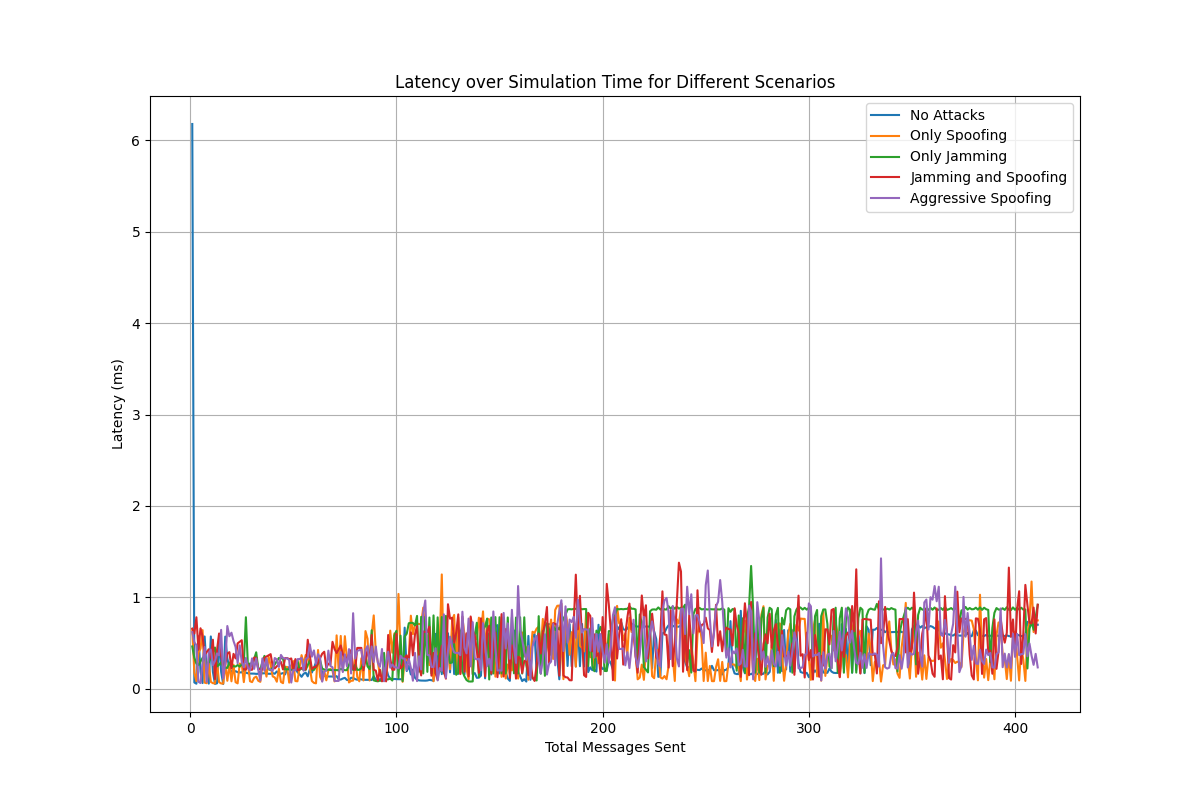 Latency over Simulation Time for Different Scenarios
No Attacks
Only Spoofing
Only Jamming
Jamming and Spoofing
Aggressive Spoofing
Latency (ms)
6
5
4
3
2
1
0
0 100 200 300 400
Total Messages Sent